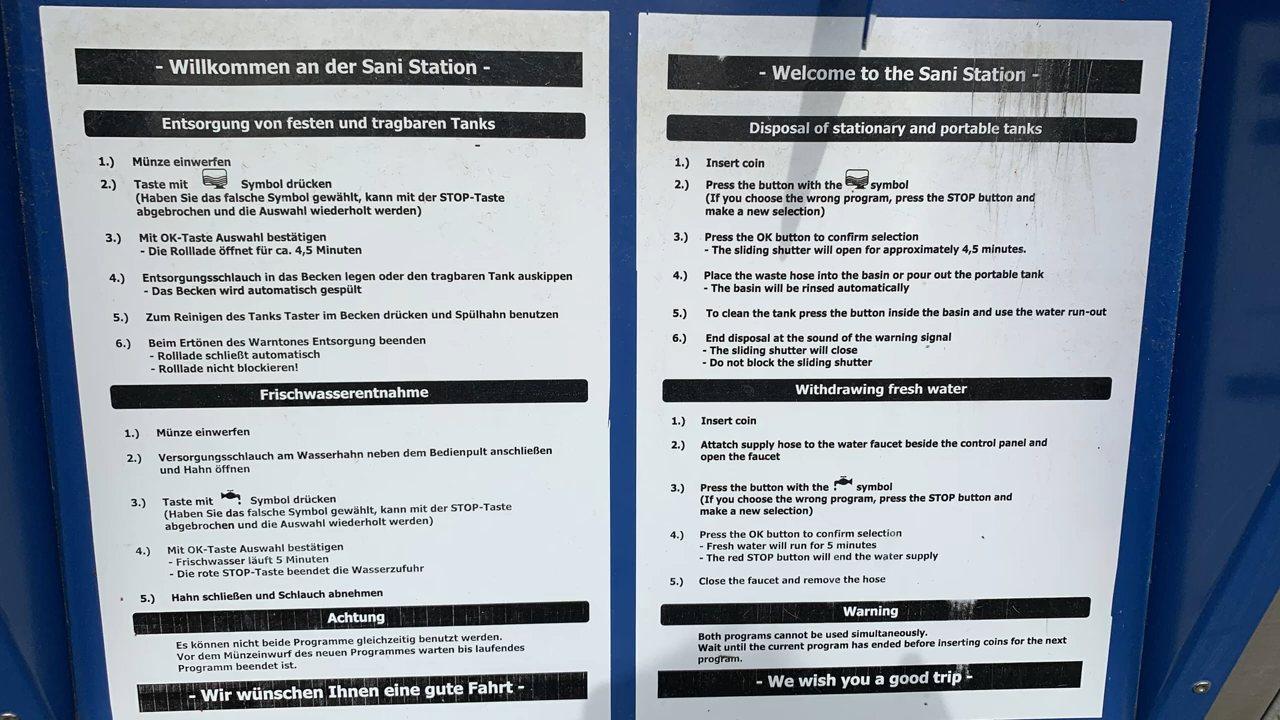 - Willkommen an der Sani Station -
Entsorgung von festen und tragbaren Tanks
1.) Münze einwerfen
2.) Taste mit Symbol drücken
(Haben Sie das falsche Symbol gewählt, kann mit der STOP-Taste
abgebrochen und die Auswahl wiederholt werden)
3.) Mit OK-Taste Auswahl bestätigen
- Die Rolllade öffnet für ca. 4,5 Minuten
4.) Entsorgungsschlauch in das Becken legen oder den tragbaren Tank auskippen
- Das Becken wird automatisch gespült
5.) Zum Reinigen des Tanks Taster im Becken drücken und Spülhahn benutzen
6.) Beim Ertönen des Warntones Entsorgung beenden
- Rolllade schließt automatisch
- Rolllade nicht blockieren!
Frischwasserentnahme
1.) Münze einwerfen
2.) Versorgungsschlauch am Wasserhahn neben dem Bedienpult anschließen
und Hahn öffnen
3.) Taste mit Symbol drücken
(Haben Sie das falsche Symbol gewählt, kann mit der STOP-Taste
abgebrochen und die Auswahl wiederholt werden)
4.) Mit OK-Taste Auswahl bestätigen
- Frischwasser läuft 5 Minuten
- Die rote STOP-Taste beendet die Wasserzufuhr
5.) Hahn schließen und Schlauch abnehmen
Achtung
Es können nicht beide Programme gleichzeitig benutzt werden.
Vor dem Münzeinwurf des neuen Programmes warten bis laufendes
Programm beendet ist.
- Wir wünschen Ihnen eine gute Fahrt -
- Welcome to the Sani Station -
Disposal of stationary and portable tanks
1.) Insert coin
2.) Press the button with the symbol
(If you choose the wrong program, press the STOP button and
make a new selection)
3.) Press the OK button to confirm selection
- The sliding shutter will open for approximately 4,5 minutes.
4.) Place the waste hose into the basin or pour out the portable tank
- The basin will be rinsed automatically
5.) To clean the tank press the button inside the basin and use the water run-out
6.) End disposal at the sound of the warning signal
- The sliding shutter will close
- Do not block the sliding shutter
Withdrawing fresh water
1.) Insert coin
2.) Attatch supply hose to the water faucet beside the control panel and
open the faucet
3.) Press the button with the symbol
(If you choose the wrong program, press the STOP button and
make a new selection)
4.) Press the OK button to confirm selection
- Fresh water will run for 5 minutes
- The red STOP button will end the water supply
5.) Close the faucet and remove the hose
Warning
Both programs cannot be used simultaneously.
Wait until the current program has ended before inserting coins for the next
program.
- We wish you a good trip -